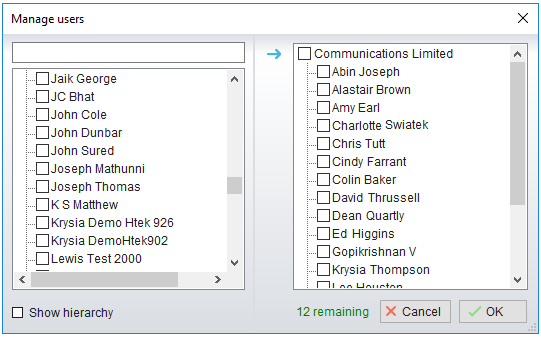 Manage users
Jaik George
JC Bhat
John Cole
John Dunbar
John Sured
Joseph Mathunni
Joseph Thomas
K S Matthew
Krysia Demo Htek 926
Krysia DemoHtek902
Lewis Test 2000
Show hierarchy
Communications Limited
Abin Joseph
Alastair Brown
Amy Earl
Charlotte Swiatek
Chris Tutt
Cindy Farrant
Colin Baker
David Thrussell
Dean Quartly
Ed Higgins
Gopikrishnan V
Krysia Thompson
Lee Houston
12 remaining
Cancel
OK